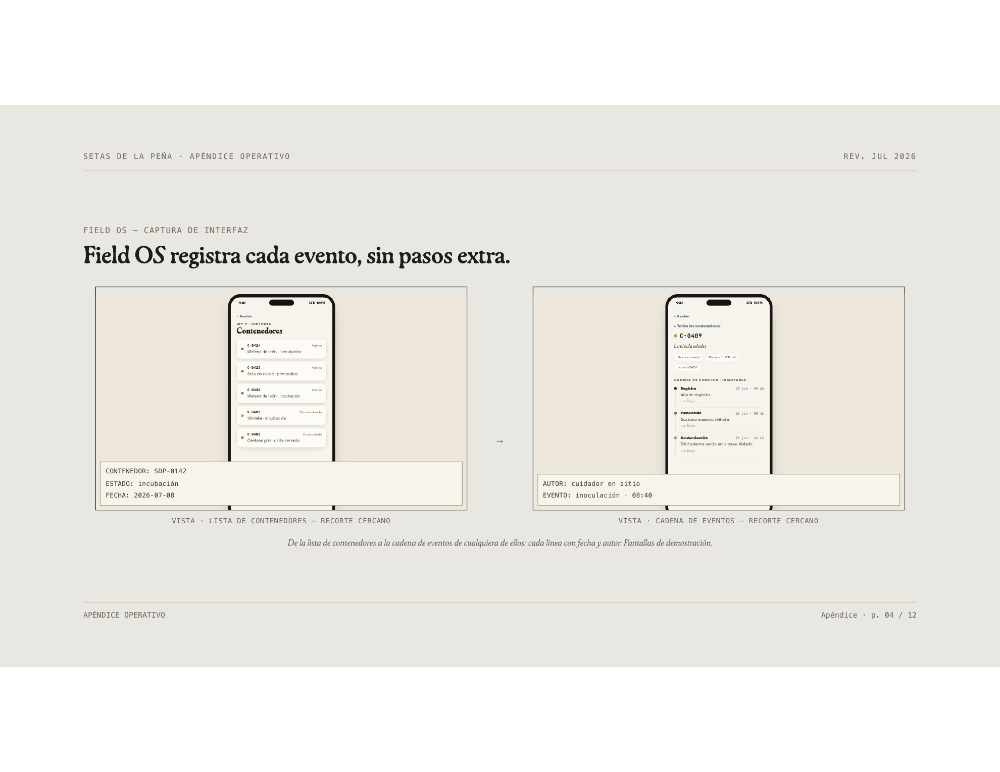 SETAS DE LA PEÑA · APÉNDICE OPERATIVO
REV. JUL 2026
FIELD OS — CAPTURA DE INTERFAZ
Field OS registra cada evento, sin pasos extra.
9:41
LTE 100%
← Sesión
WF-7 · HISTORIA
Contenedores
C-0414
Activo
Melena de león · inoculación
C-0413
Activo
Seta de cardo · primordios
C-0412
Activo
Melena de león · incubación
C-0409
Contaminado
Shiitake · incubación
C-0402
Cosechado
Orellana gris · ciclo cerrado
CONTENEDOR: SDP-0142
ESTADO: incubación
FECHA: 2026-07-08
VISTA · LISTA DE CONTENEDORES — RECORTE CERCANO
→
9:41
LTE 100%
← Sesión
← Todos los contenedores
C-0409
Lentinula edodes
Contaminado
Receta F-011 · v5
Lote L-2607
CADENA DE EVENTOS · INMUTABLE
Registro
20 jun · 09:40
Alta en registro.
por Íñigo
Inoculación
20 jun · 09:45
Sustrato maestro shiitake.
por Íñigo
Contaminación
29 jun · 11:15
Trichoderma verde en la base. Aislado.
por Íñigo
AUTOR: cuidador en sitio
EVENTO: inoculación · 08:40
VISTA · CADENA DE EVENTOS — RECORTE CERCANO
De la lista de contenedores a la cadena de eventos de cualquiera de ellos: cada línea con fecha y autor. Pantallas de demostración.
APÉNDICE OPERATIVO
Apéndice · p. 04 / 12